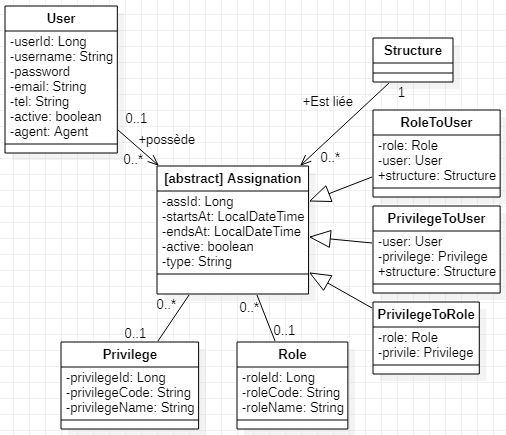 User
-userId: Long
-username: String
-password
-email: String
-tel: String
-active: boolean
-agent: Agent
0..1
+possède
0..*
Structure
1
+Est liée
0..*
[abstract] Assignation
-assId: Long
-startsAt: LocalDateTime
-endsAt: LocalDateTime
-active: boolean
-type: String
RoleToUser
-role: Role
-user: User
+structure: Structure
PrivilegeToUser
-user: User
-privilege: Privilege
+structure: Structure
PrivilegeToRole
-role: Role
-privile: Privilege
0..*
0..1
0..*
0..1
Privilege
-privilegeId: Long
-privilegeCode: String
-privilegeName: String
Role
-roleId: Long
-roleCode: String
-roleName: String